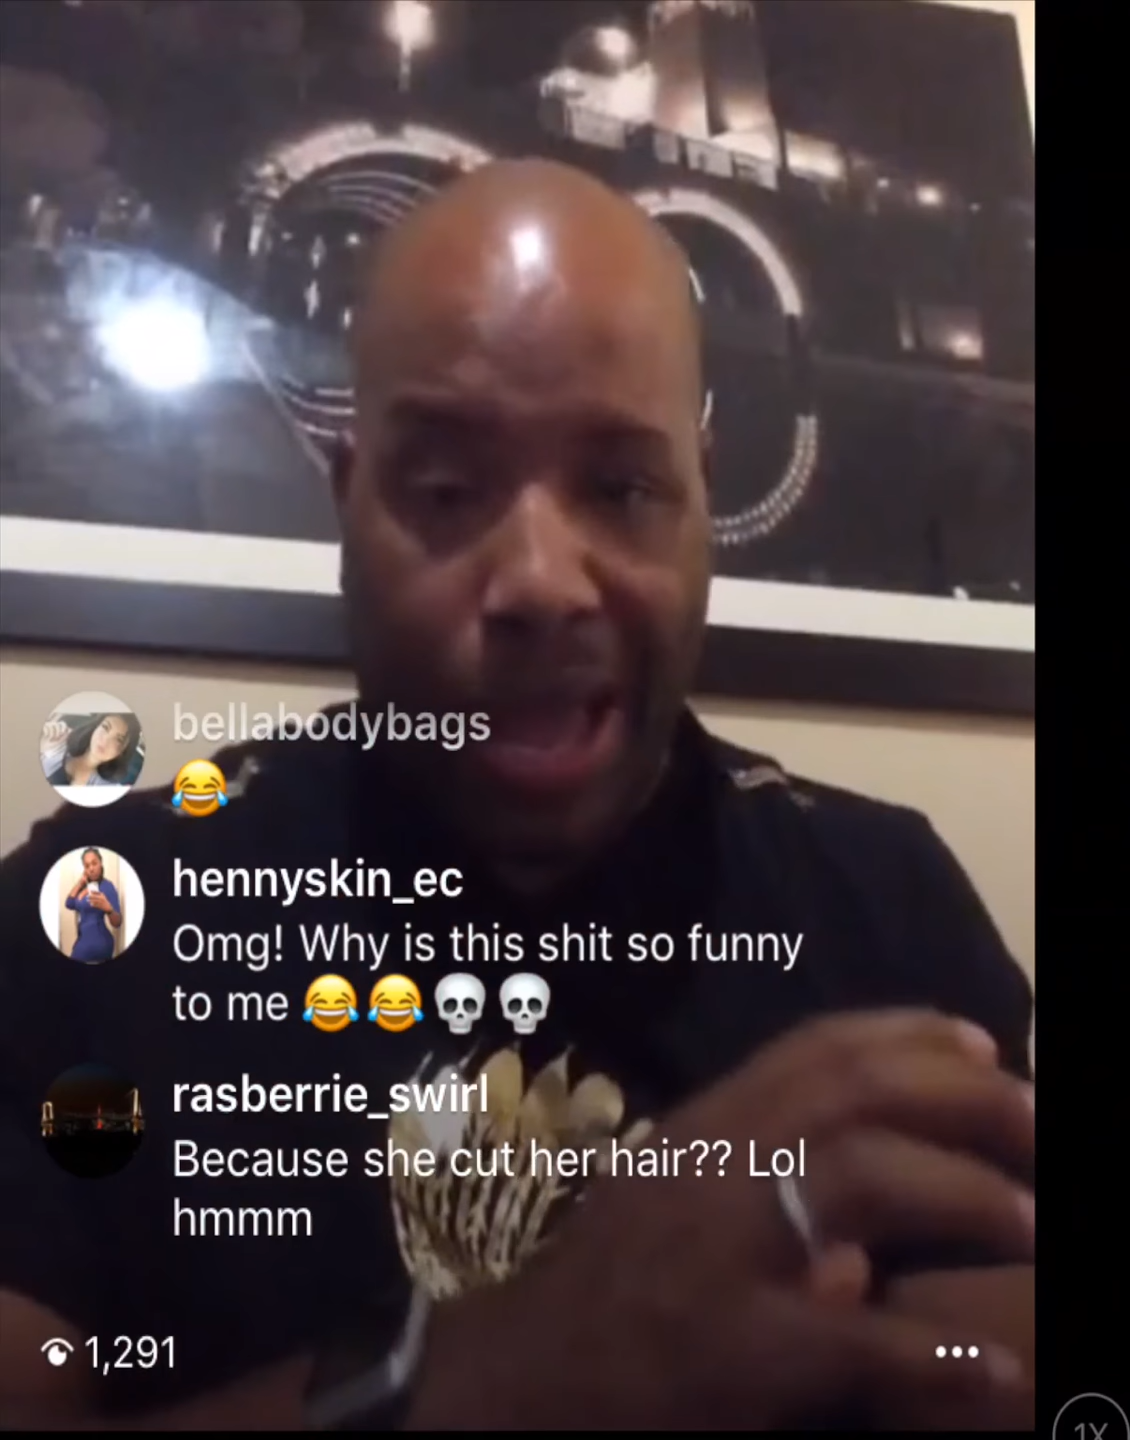 bellabodybags
😂
hennyskin_ec
Omg! Why is this shit so funny
to me 😂😂💀💀
rasberrie_swirl
Because she cut her hair?? Lol
hmmm
1,291
1X